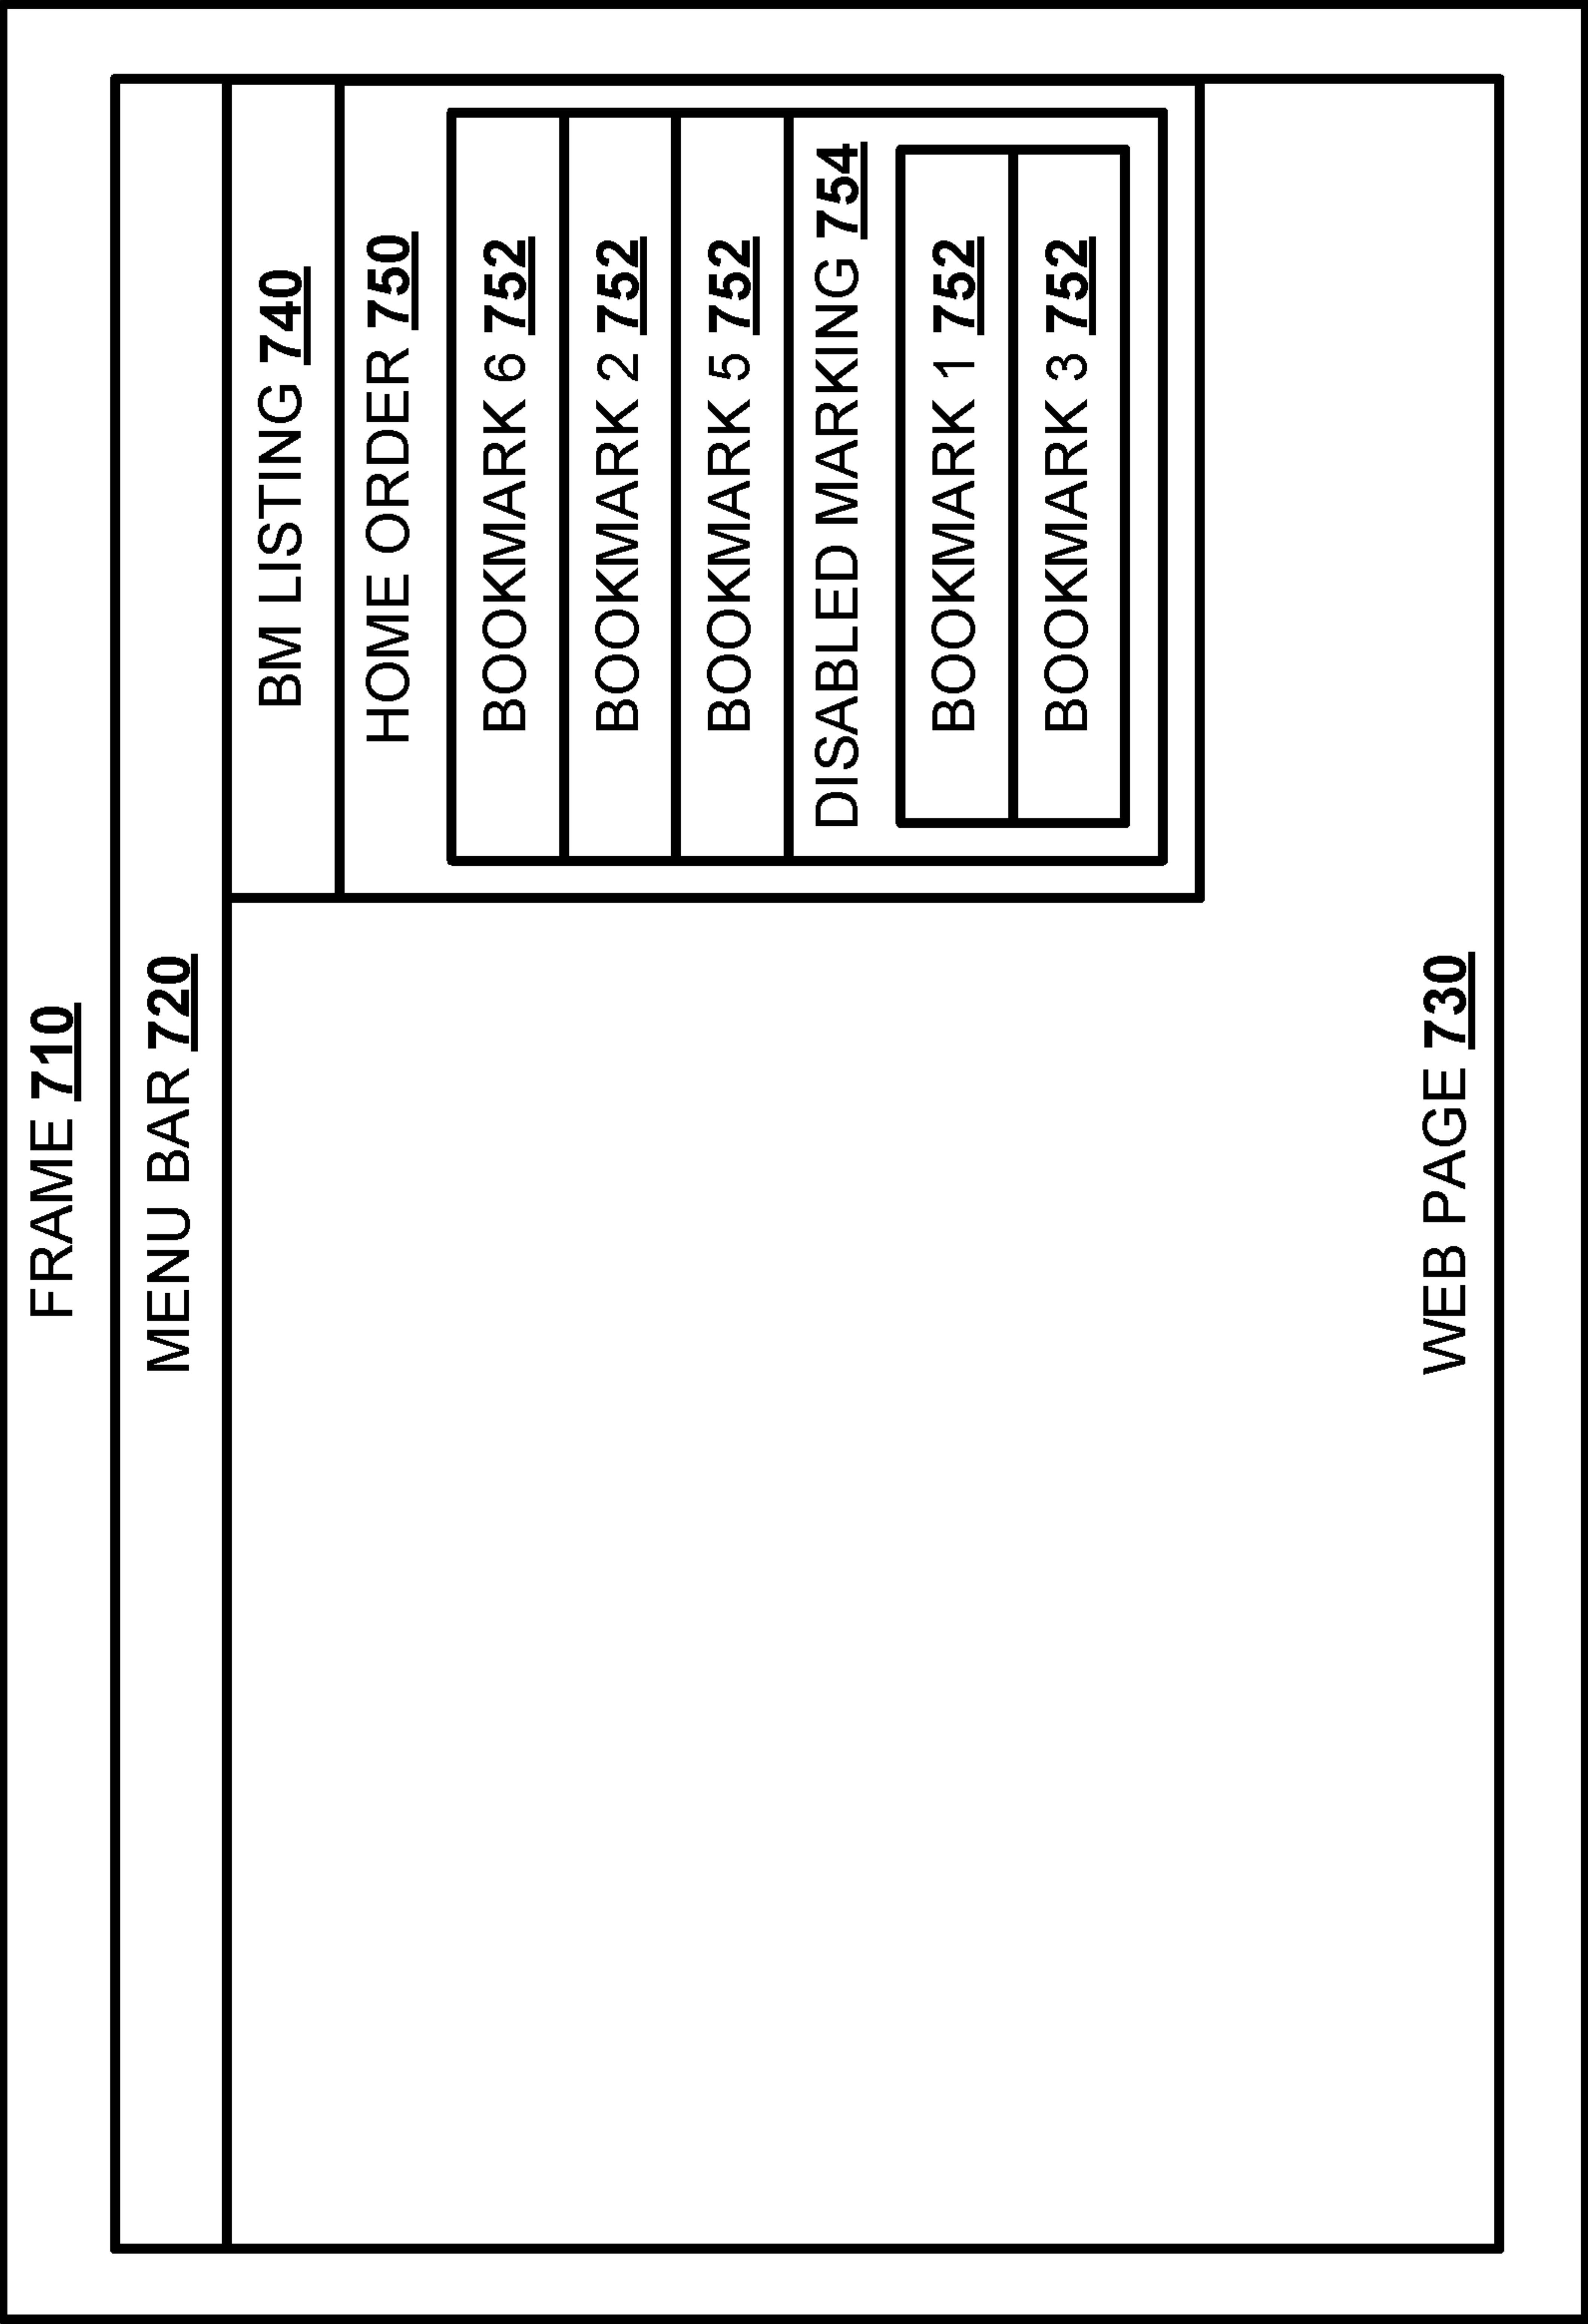 FRAME 710
MENU BAR 720
BM LISTING 740
HOME ORDER 750
BOOKMARK 6 752
BOOKMARK 2 752
BOOKMARK 5 752
DISABLED MARKING 754
BOOKMARK 1 752
BOOKMARK 3 752
WEB PAGE 730